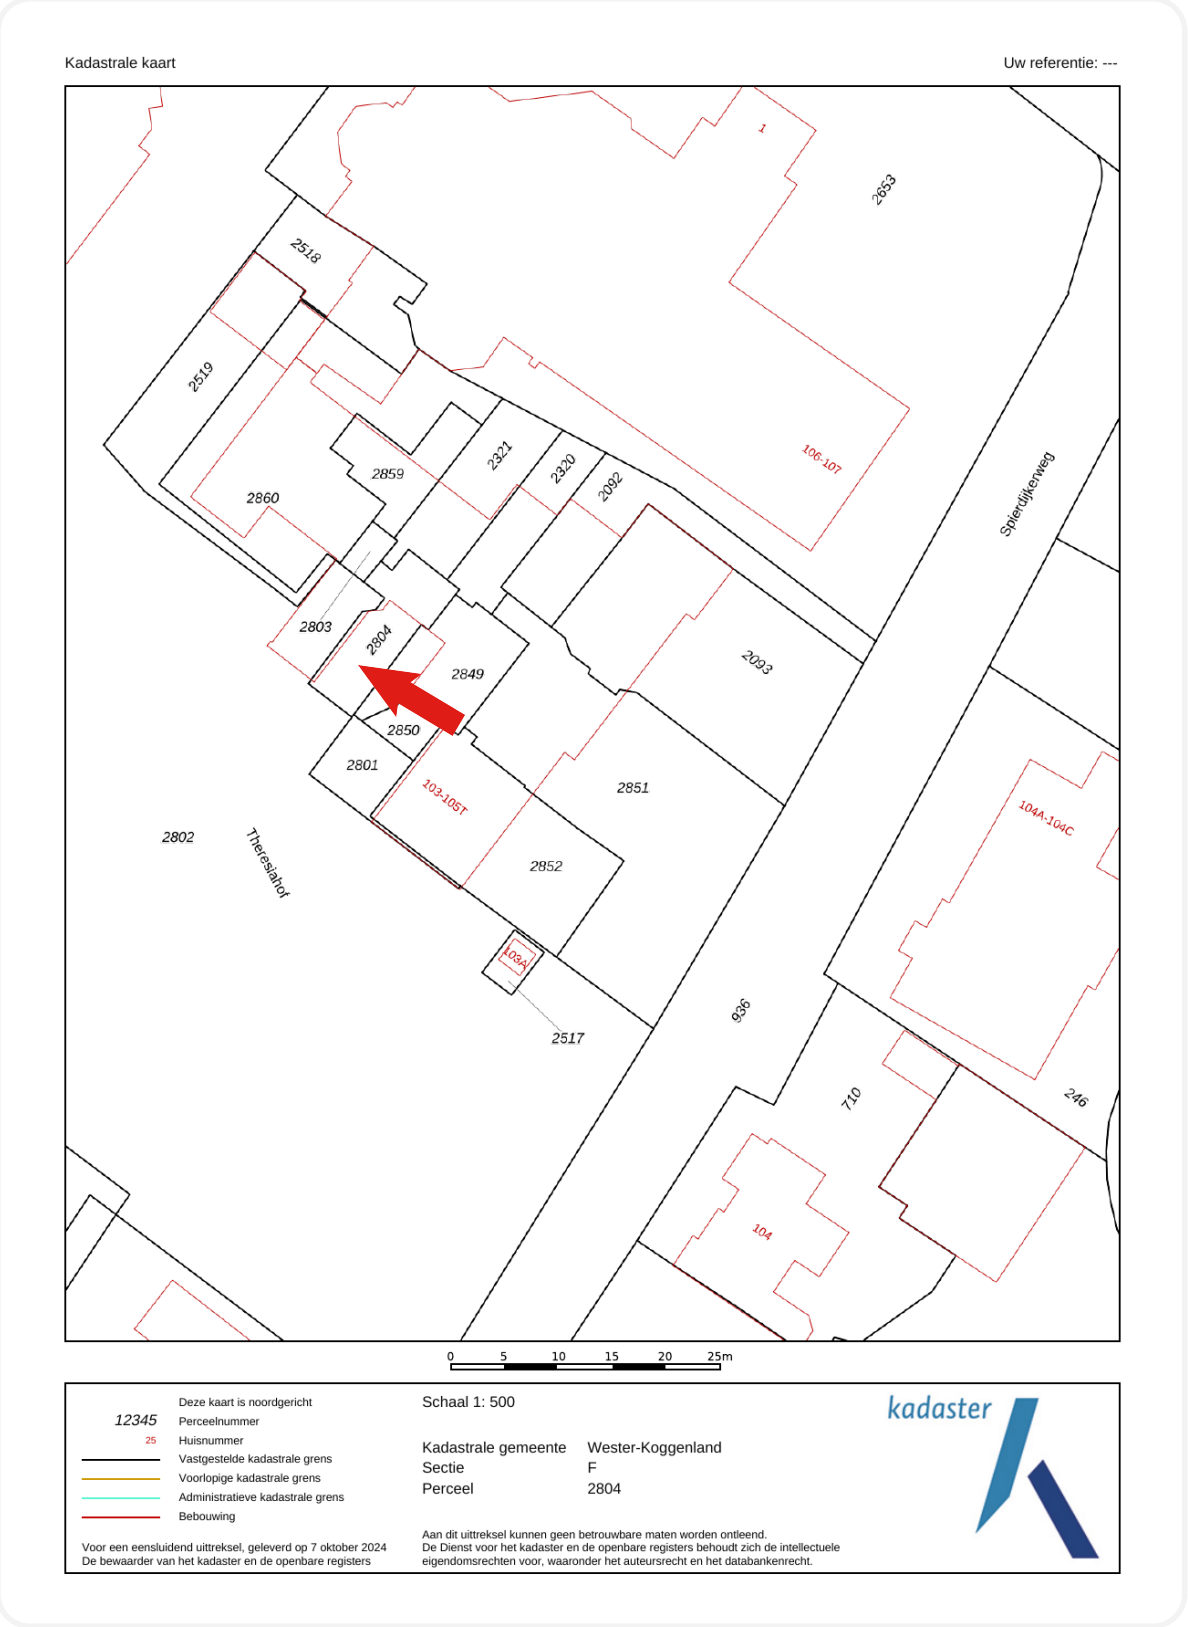 Kadastrale kaart
Uw referentie: ---
1
2653
2518
2519
2321
2320
2092
106-107
2859
2860
Spierdijkerweg
2803
2804
2849
2093
2850
2801
103-105T
2851
104A-104C
2802
Theresiahof
2852
103A
2517
936
710
246
104
0 5 10 15 20 25m
Deze kaart is noordgericht
12345 Perceelnummer
25 Huisnummer
Vastgestelde kadastrale grens
Voorlopige kadastrale grens
Administratieve kadastrale grens
Bebouwing
Voor een eensluidend uittreksel, geleverd op 7 oktober 2024
De bewaarder van het kadaster en de openbare registers
Schaal 1: 500
Kadastrale gemeente Wester-Koggenland
Sectie F
Perceel 2804
Aan dit uittreksel kunnen geen betrouwbare maten worden ontleend.
De Dienst voor het kadaster en de openbare registers behoudt zich de intellectuele
eigendomsrechten voor, waaronder het auteursrecht en het databankenrecht.
kadaster